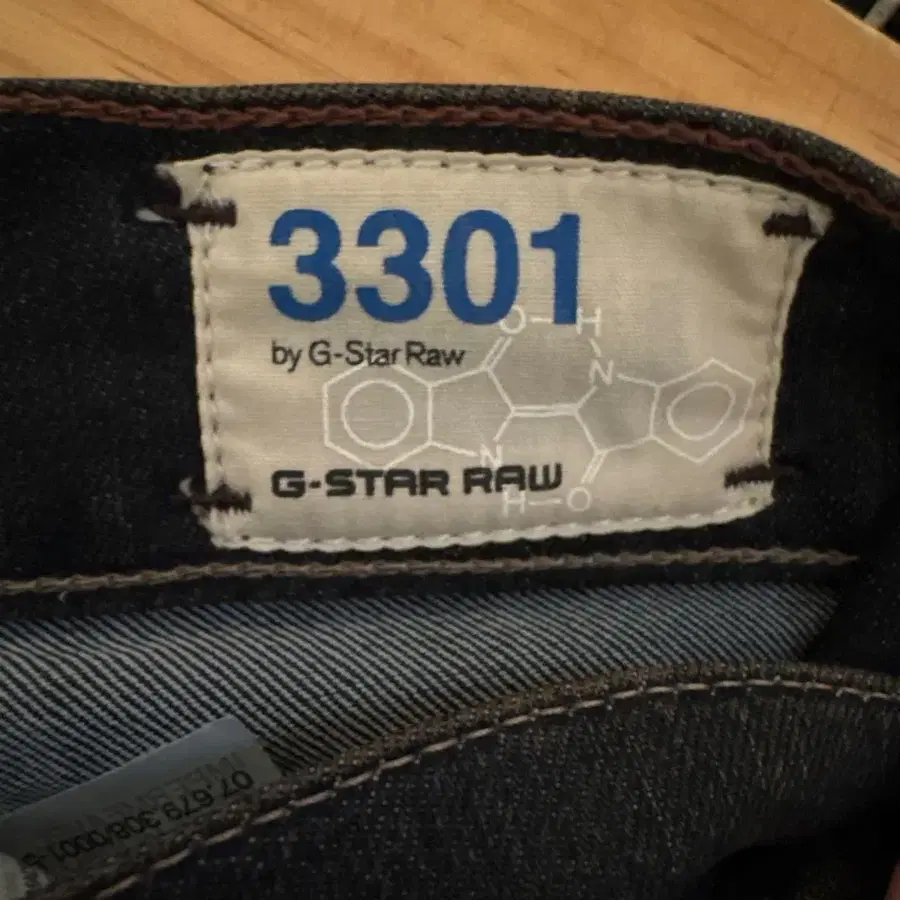 3301
by G-Star Raw
O—H
N
N
G-STAR RAW
H—O